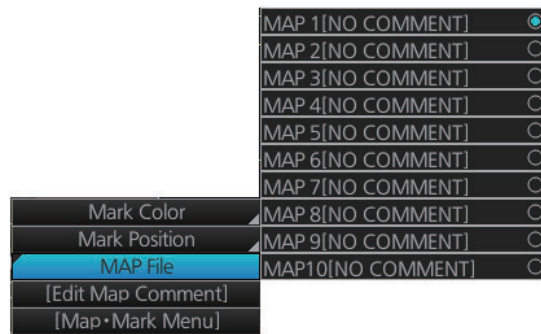 MAP 1[NO COMMENT]
MAP 2[NO COMMENT]
MAP 3[NO COMMENT]
MAP 4[NO COMMENT]
MAP 5[NO COMMENT]
MAP 6[NO COMMENT]
MAP 7[NO COMMENT]
MAP 8[NO COMMENT]
MAP 9[NO COMMENT]
MAP10[NO COMMENT]
Mark Color
Mark Position
MAP File
[Edit Map Comment]
[Map・Mark Menu]